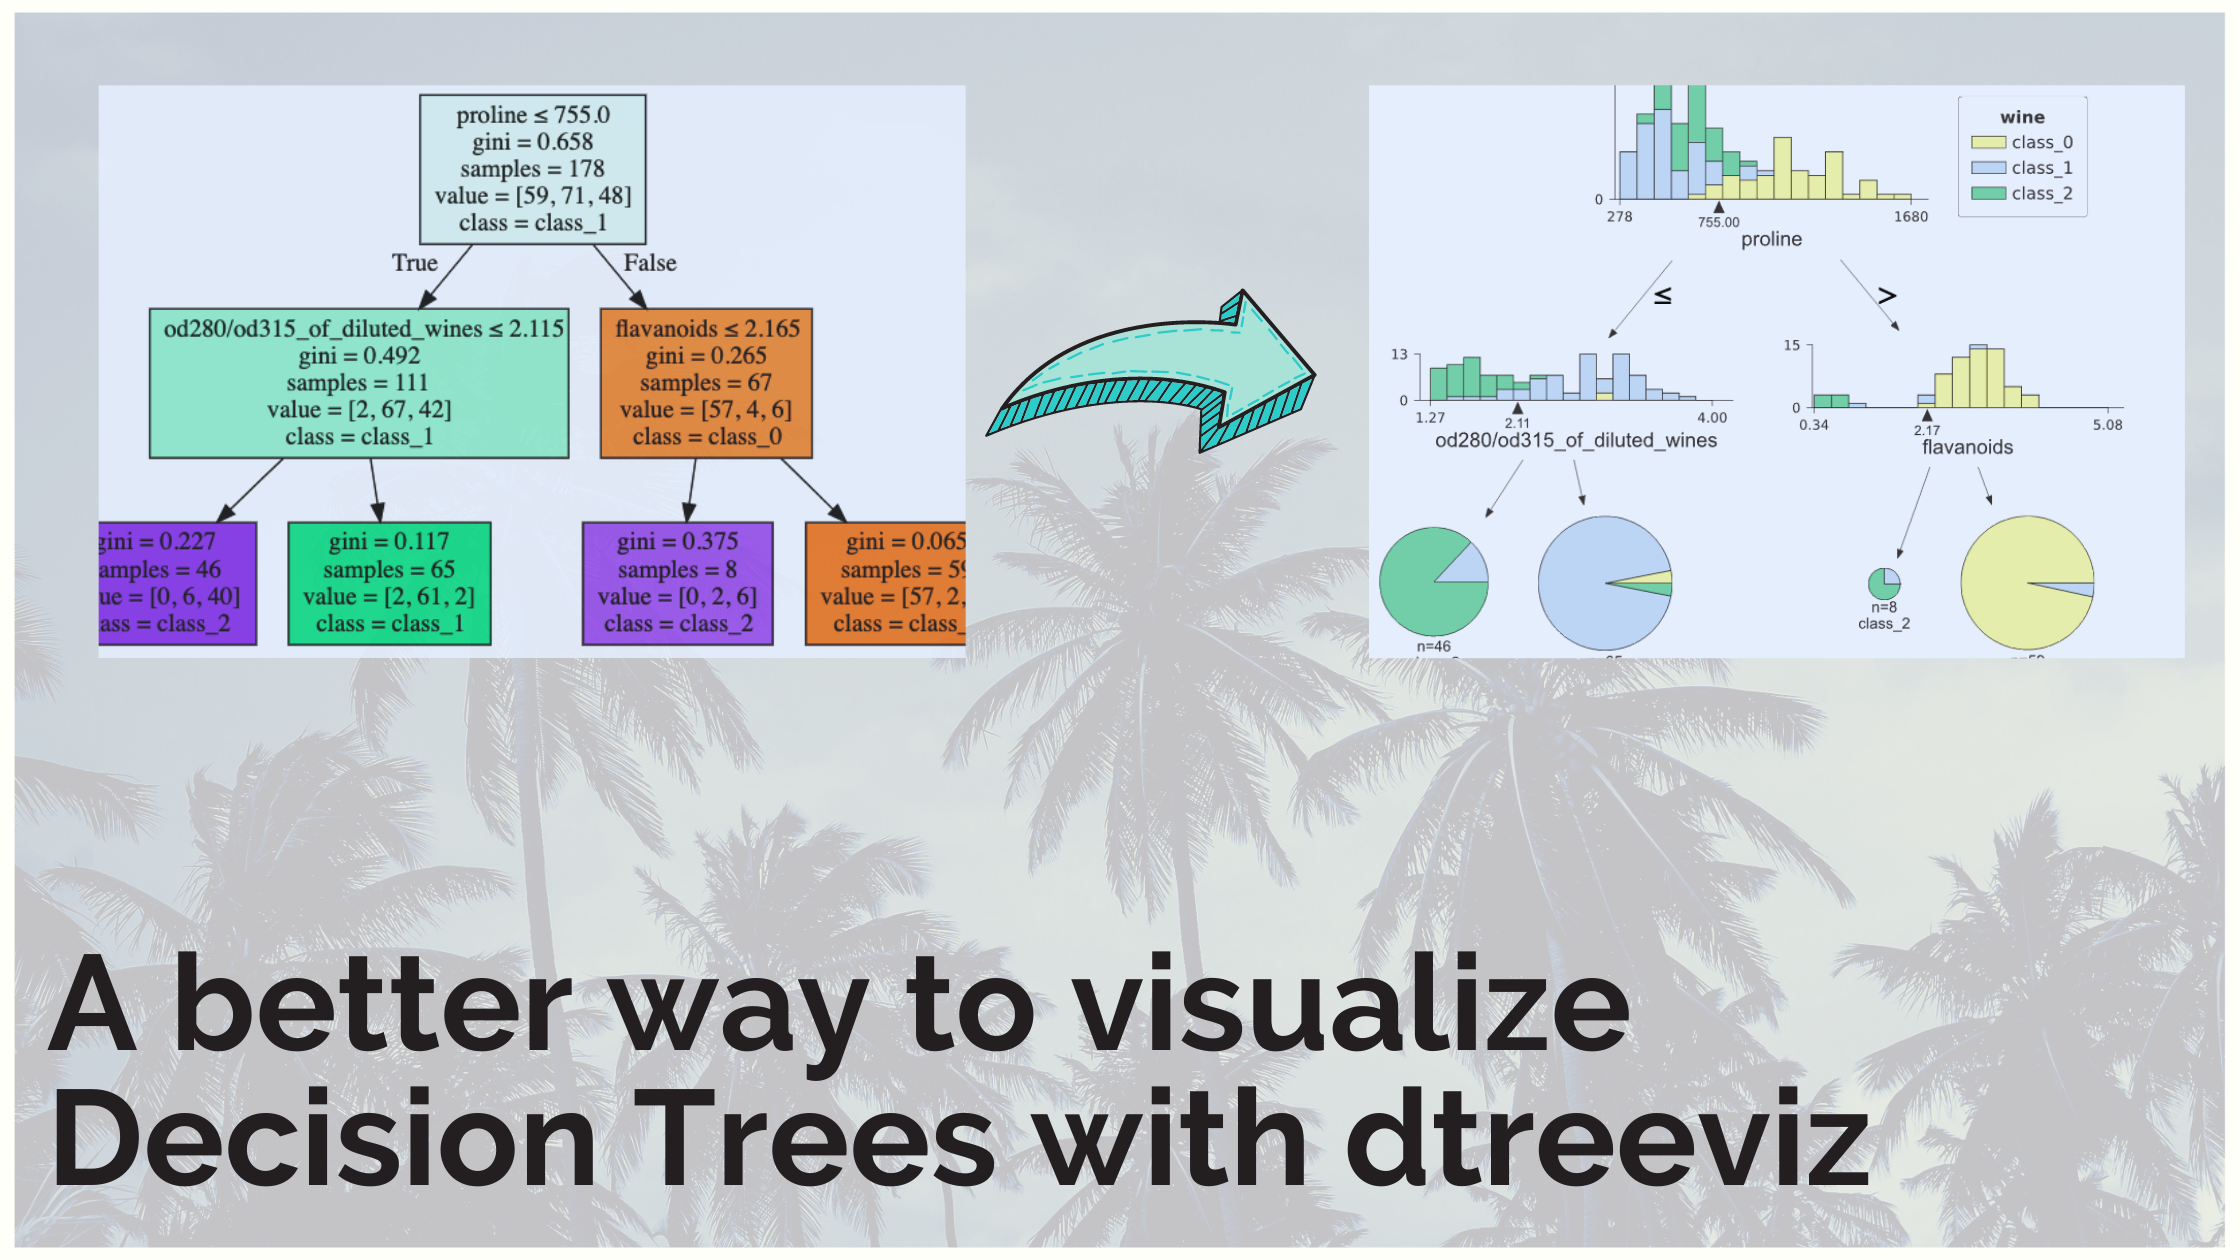 proline ≤ 755.0
gini = 0.658
samples = 178
value = [59, 71, 48]
class = class_1
True
False
od280/od315_of_diluted_wines ≤ 2.115
gini = 0.492
samples = 111
value = [2, 67, 42]
class = class_1
flavanoids ≤ 2.165
gini = 0.265
samples = 67
value = [57, 4, 6]
class = class_0
gini = 0.227
amples = 46
ue = [0, 6, 40]
ass = class_2
gini = 0.117
samples = 65
value = [2, 61, 2]
class = class_1
gini = 0.375
samples = 8
value = [0, 2, 6]
class = class_2
gini = 0.065
samples = 59
value = [57, 2,
class = class_
wine
class_0
class_1
class_2
0
278
755.00
1680
proline
≤
>
13
0
1.27
2.11
4.00
od280/od315_of_diluted_wines
15
0
0.34
2.17
5.08
flavanoids
n=46
n=8
class_2
A better way to visualize
Decision Trees with dtreeviz